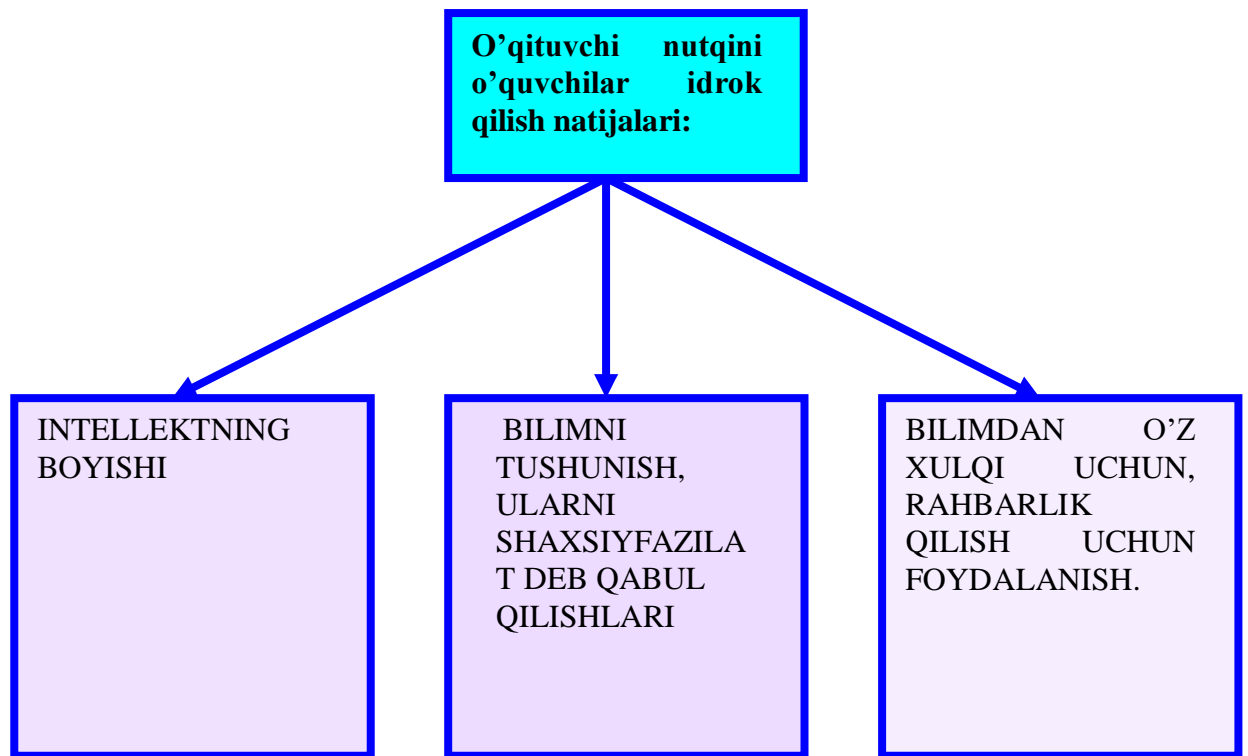 O’qituvchi nutqini
o’quvchilar idrok
qilish natijalari:
INTELLEKTNING
BOYISHI
BILIMNI
TUSHUNISH,
ULARNI
SHAXSIYFAZILA
T DEB QABUL
QILISHLARI
BILIMDAN O’Z
XULQI UCHUN,
RAHBARLIK
QILISH UCHUN
FOYDALANISH.